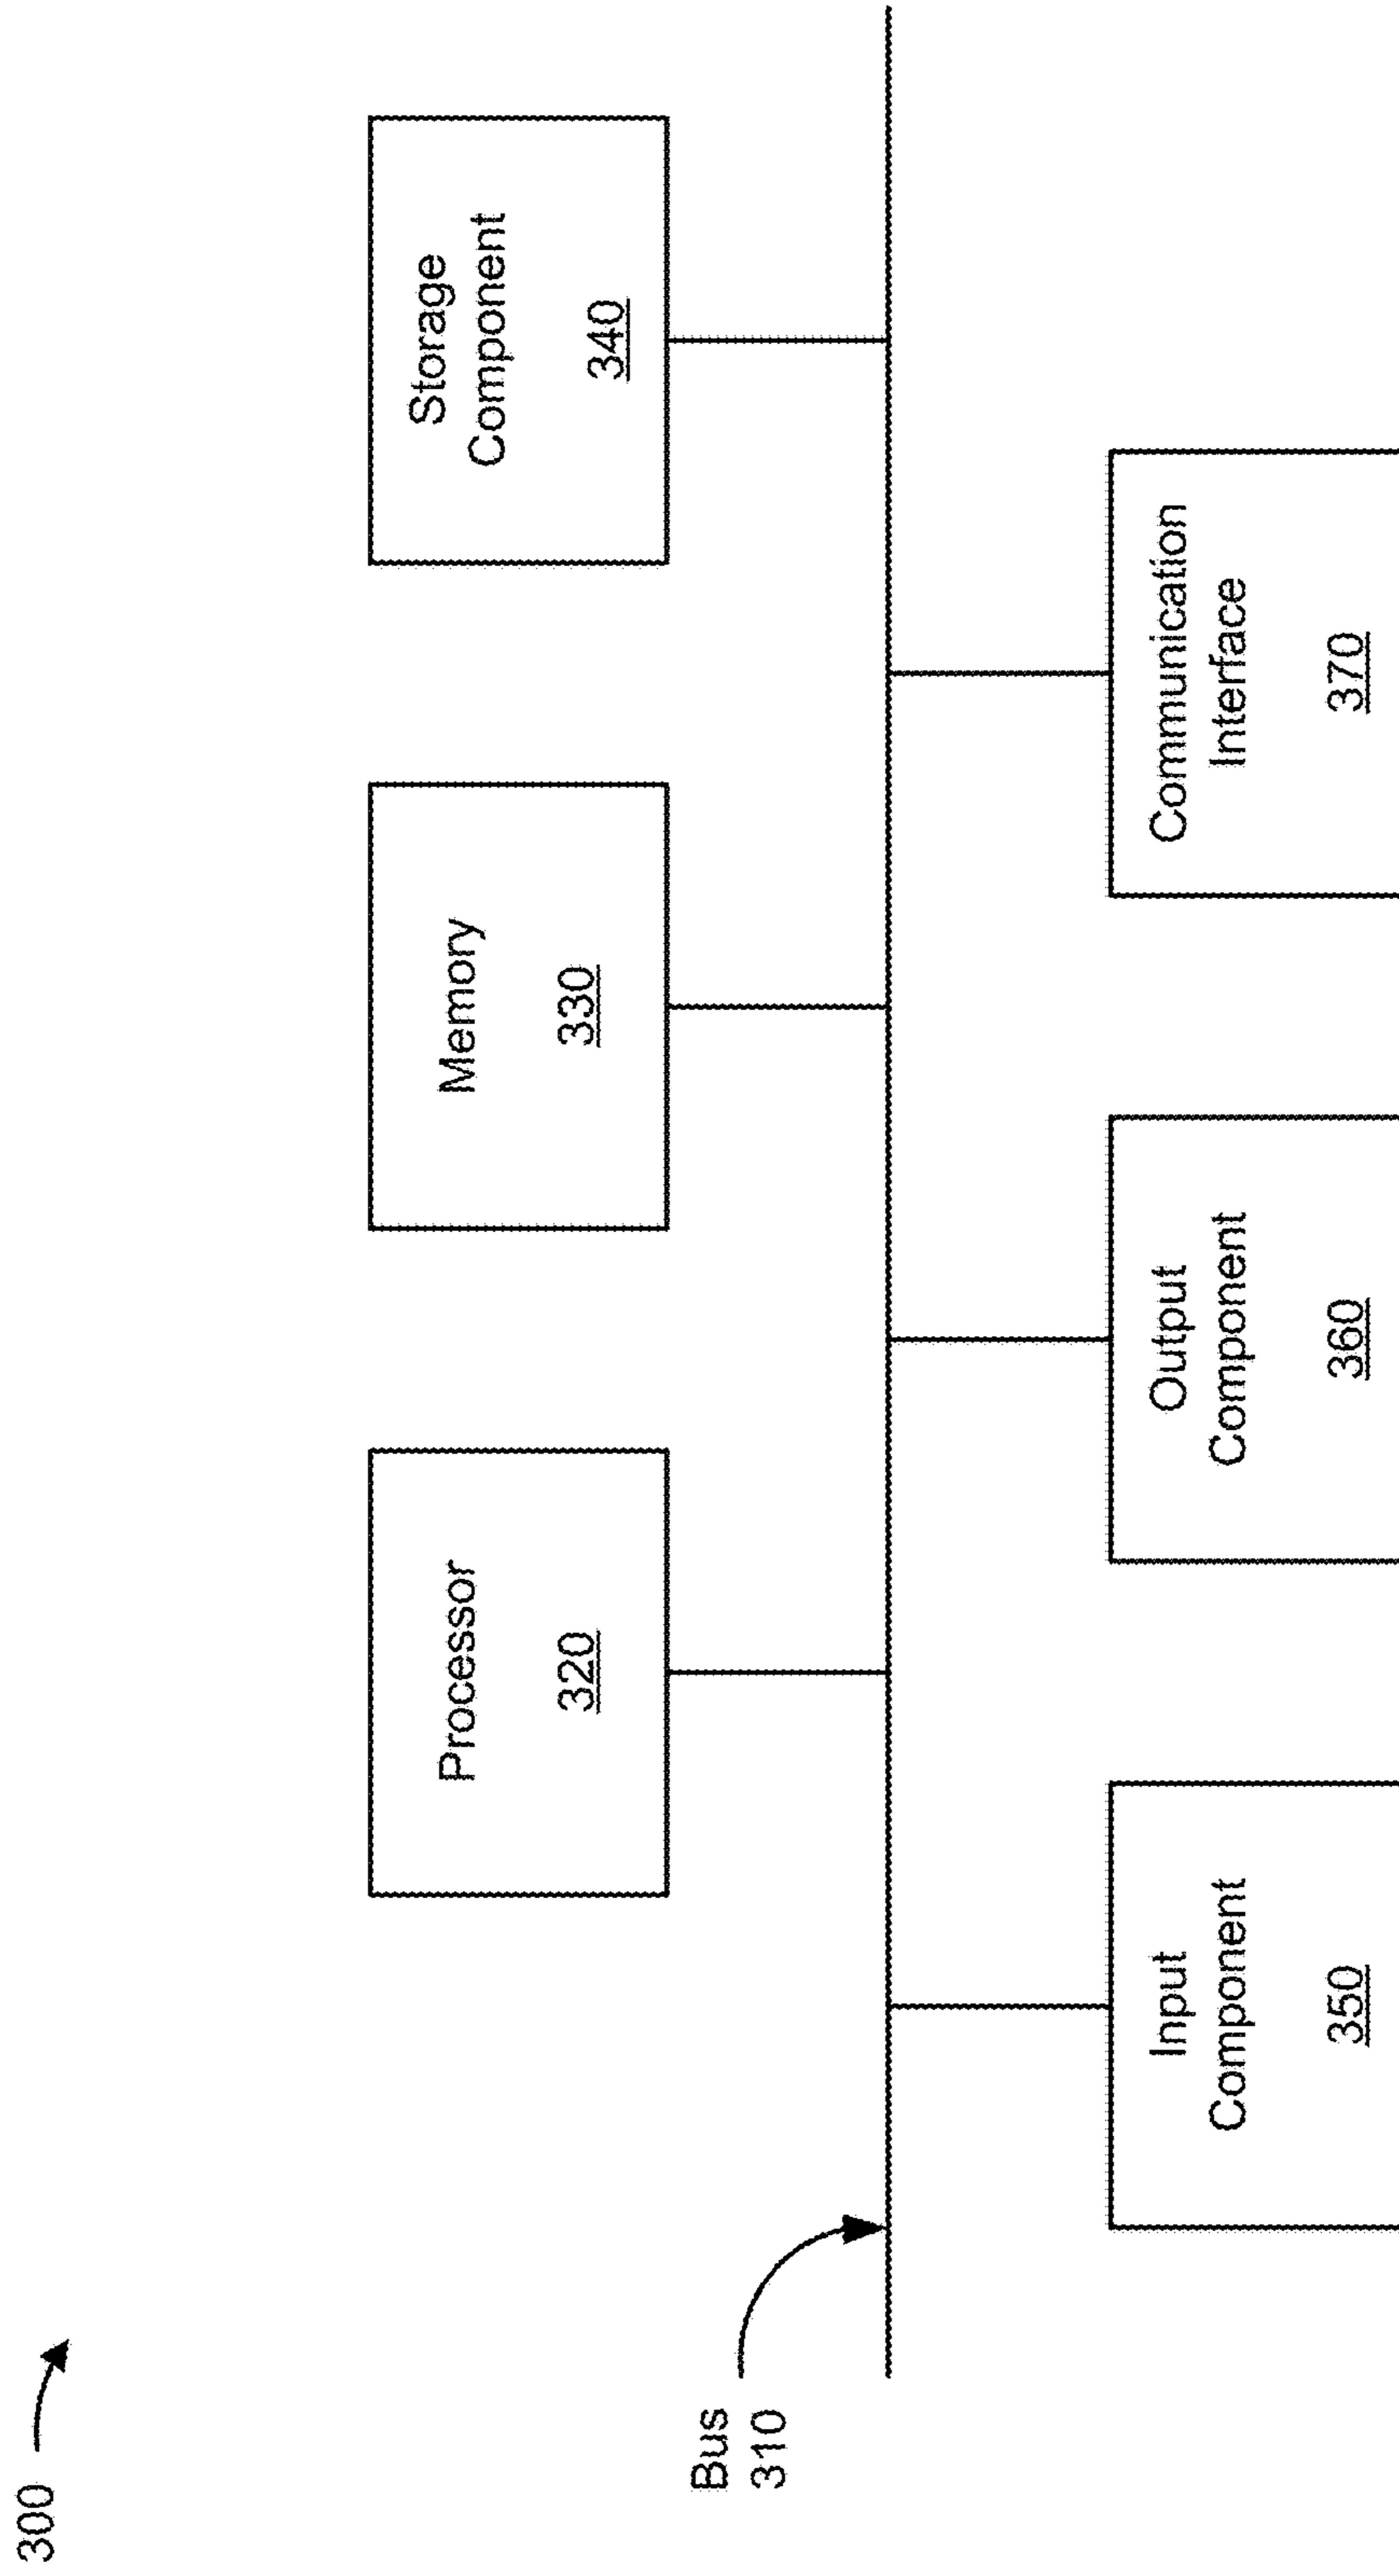 300
Processor
320
Memory
330
Storage
Component
340
Bus
310
Input
Component
350
Output
Component
360
Communication
Interface
370